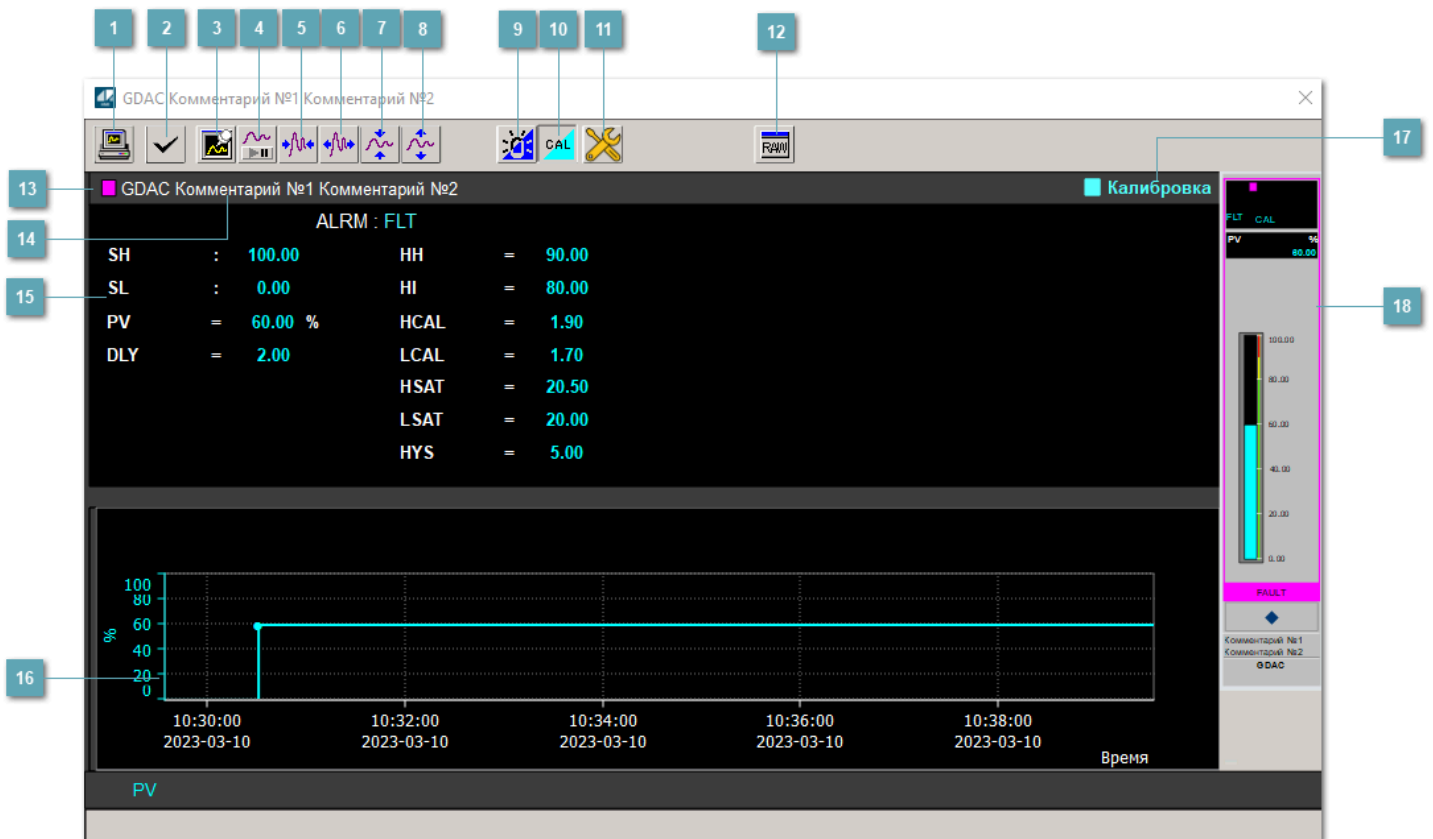 1 2 3 4 5 6 7 8 9 10 11 12
GDAC Комментарий №1 Комментарий №2
CAL RAW
17
13
GDAC Комментарий №1 Комментарий №2 Калибровка
ALRM : FLT
14
SH : 100.00 HH = 90.00
SL : 0.00 HI = 80.00
15
PV = 60.00 % HCAL = 1.90
DLY = 2.00 LCAL = 1.70
HSAT = 20.50
LSAT = 20.00
HYS = 5.00
FLT CAL
PV %
60.00
18
100.00
80.00
60.00
40.00
20.00
0.00
FAULT
Комментарий №1
Комментарий №2
GDAC
100
80
60
%
40
20
0
16
10:30:00 10:32:00 10:34:00 10:36:00 10:38:00
2023-03-10 2023-03-10 2023-03-10 2023-03-10 2023-03-10
Время
PV